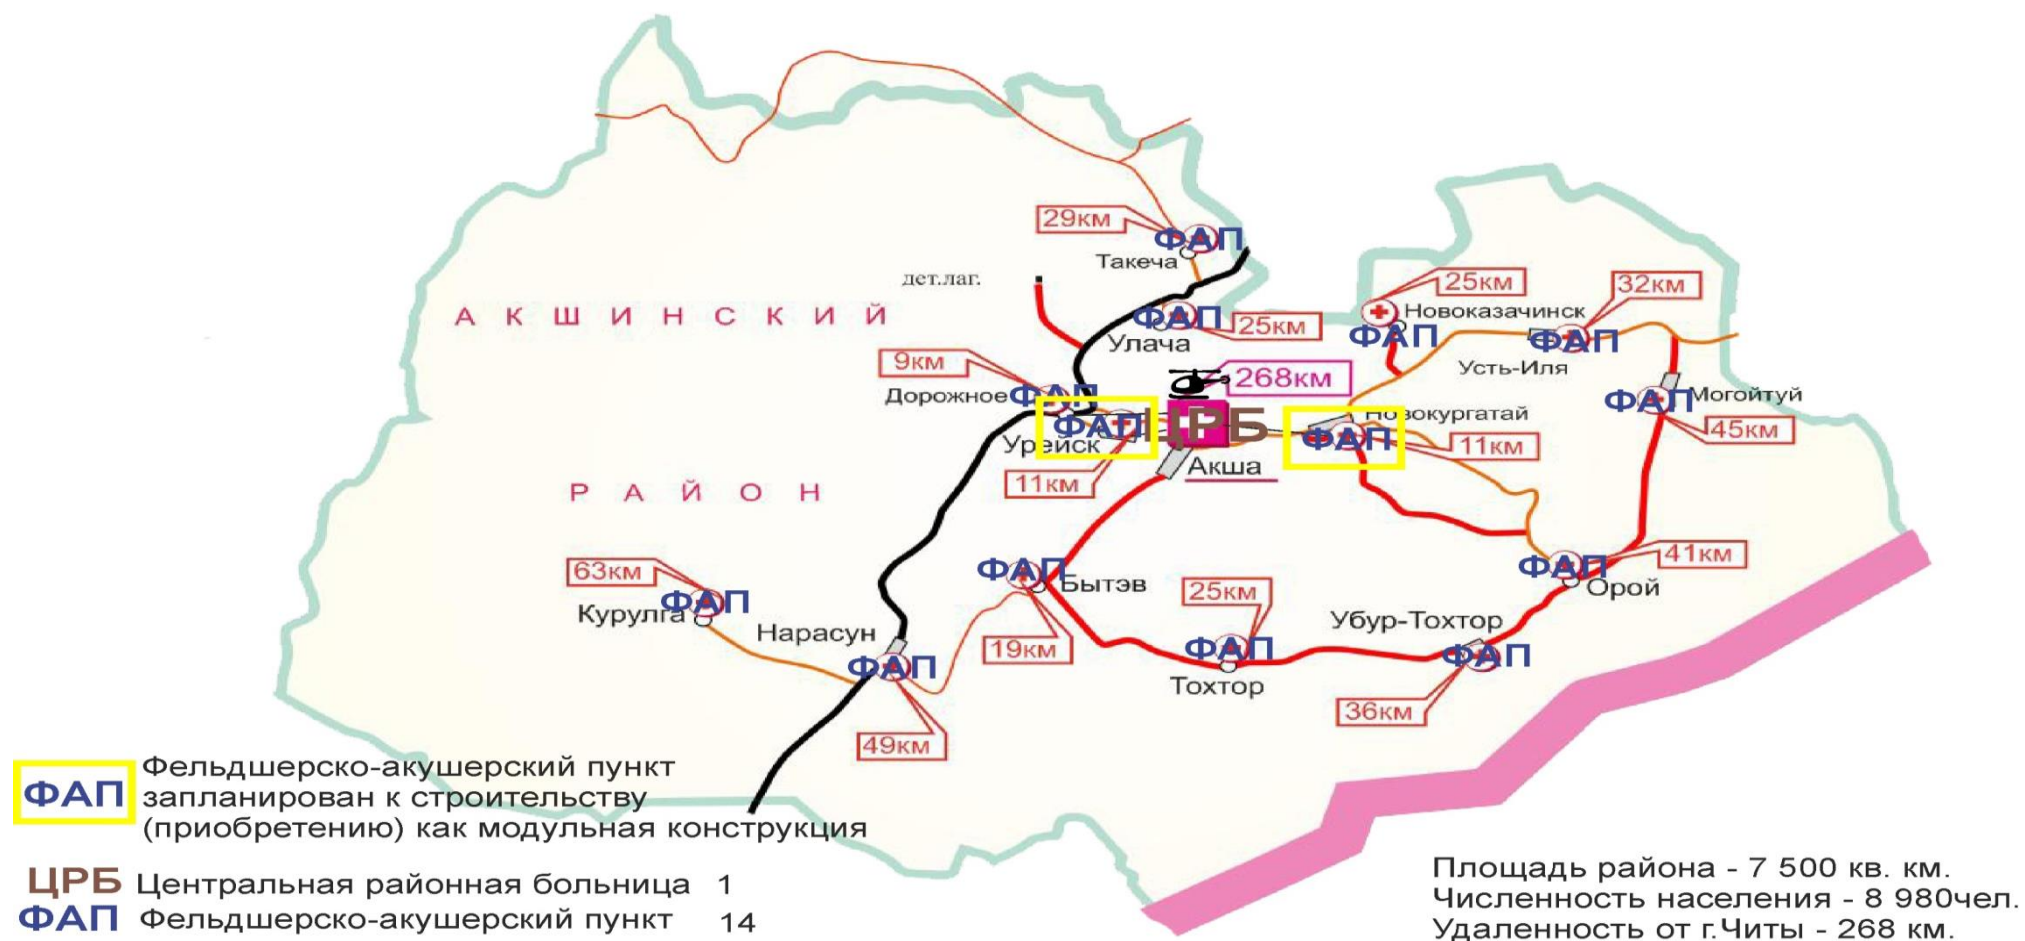 29км
ФАП
Такеча
дет.лаг.
25км
Новоказачинск
ФАП
32км
ФАП
Усть-Иля
АКШИНСКИЙ
ФАП
25км
Улача
9км
Дорожное
ФАП
268км
ЦРБ
Акша
ФАП
Урейск
11км
Новокургатай
ФАП
11км
Могойтуй
ФАП
45км
РАЙОН
63км
ФАП
Курулга
Нарасун
ФАП
49км
ФАП
Бытэв
19км
25км
ФАП
Тохтор
Убур-Тохтор
ФАП
36км
41км
ФАП
Орой
ФАП
Фельдшерско-акушерский пункт
запланирован к строительству
(приобретению) как модульная конструкция
ЦРБ Центральная районная больница 1
ФАП Фельдшерско-акушерский пункт 14
Площадь района - 7 500 кв. км.
Численность населения - 8 980чел.
Удаленность от г.Читы - 268 км.